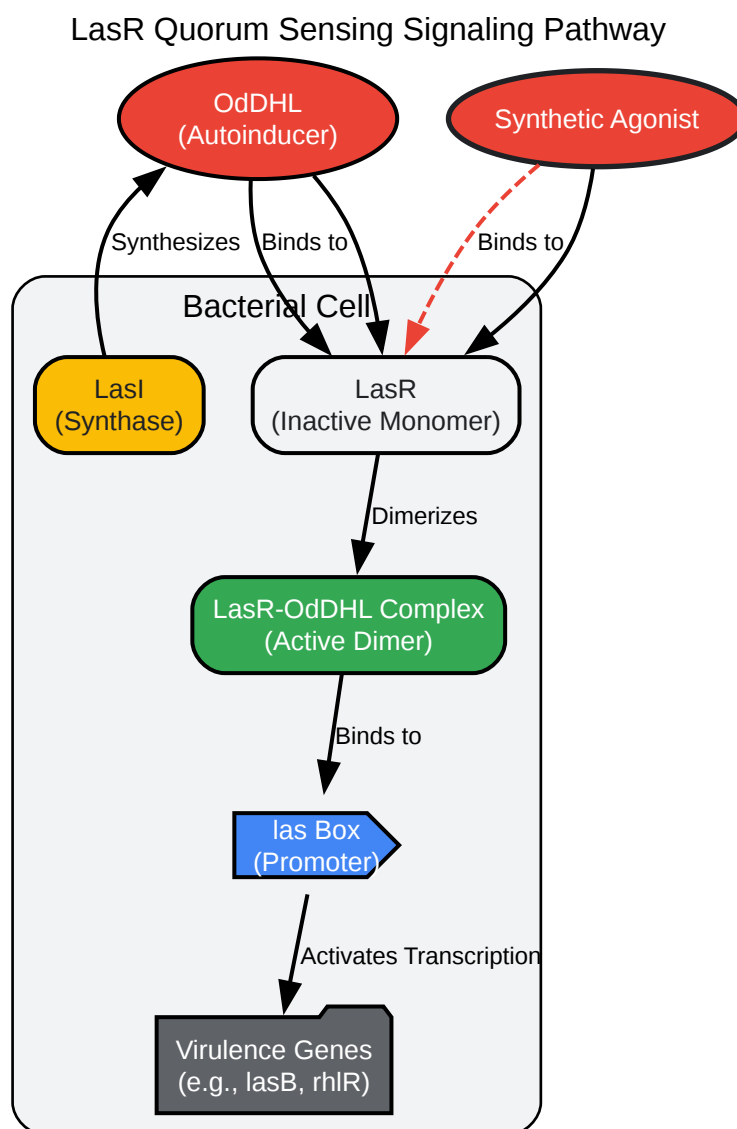 LasR Quorum Sensing Signaling Pathway
OdDHL
(Autoinducer)
Synthetic Agonist
Synthesizes
Binds to
Binds to
Bacterial Cell
LasI
(Synthase)
LasR
(Inactive Monomer)
Dimerizes
LasR-OdDHL Complex
(Active Dimer)
Binds to
las Box
(Promoter)
Activates Transcription
Virulence Genes
(e.g., lasB, rhlR)